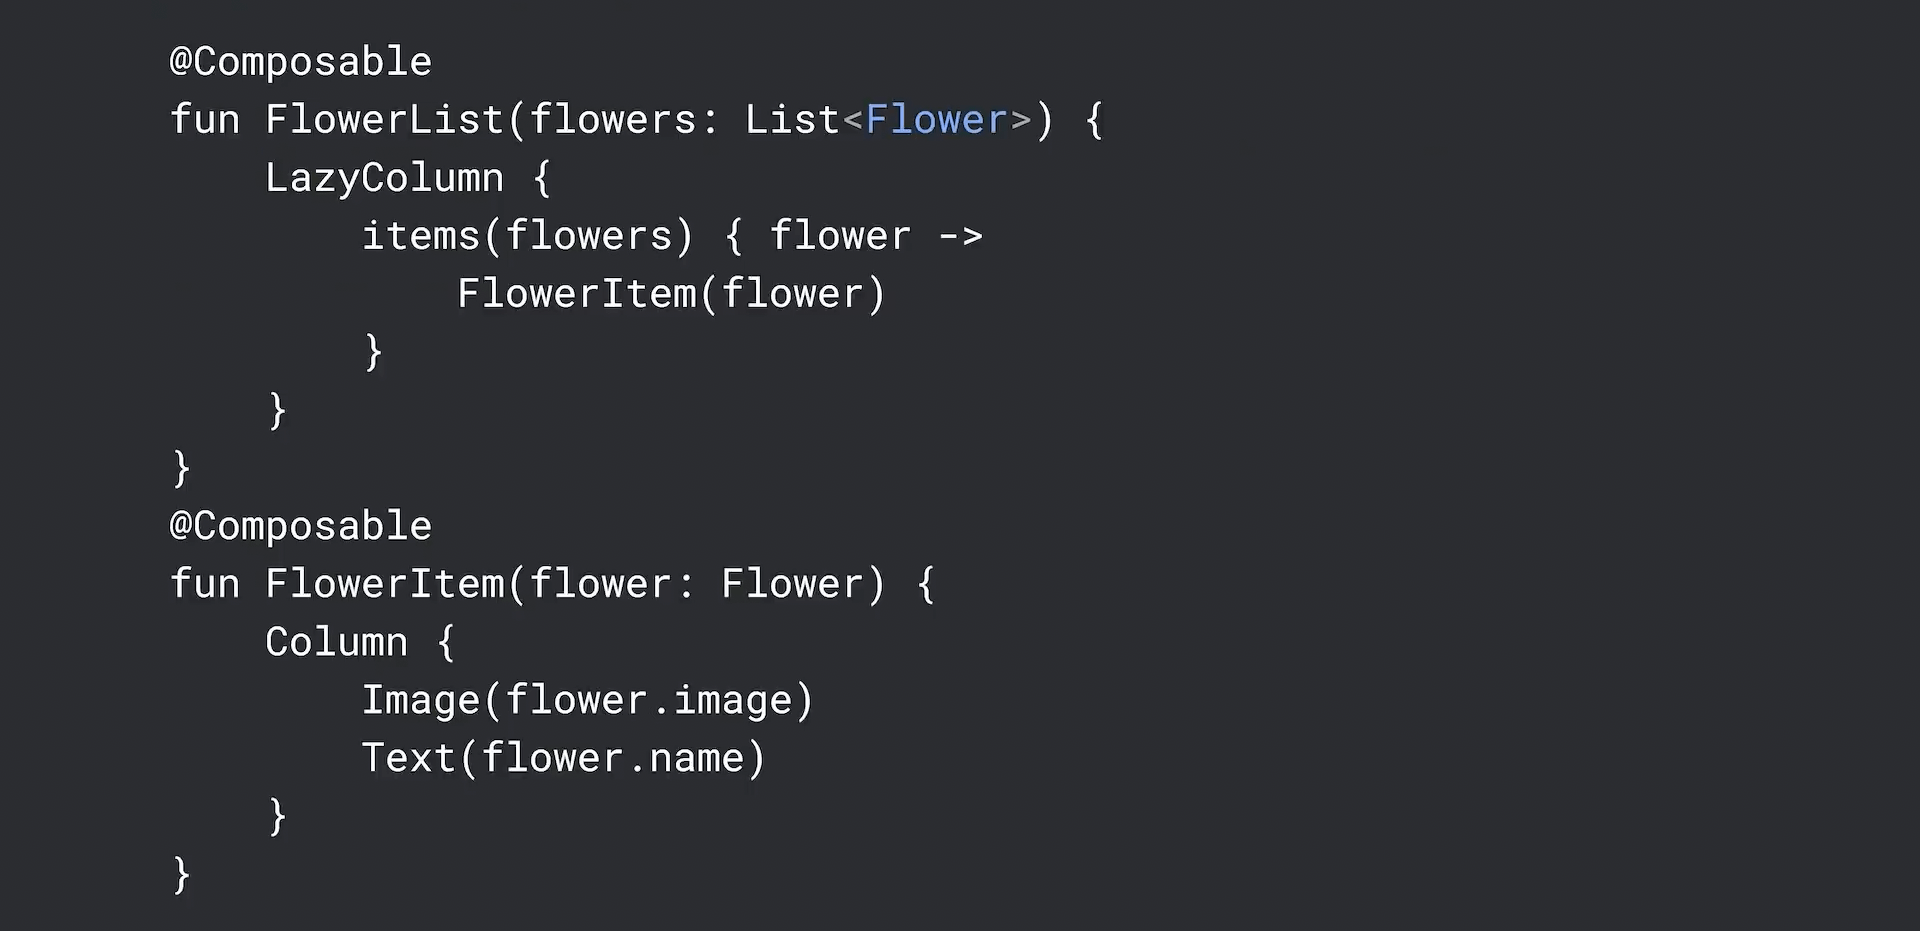 @Composable
fun FlowerList(flowers: List<Flower>) {
    LazyColumn {
        items(flowers) { flower ->
            FlowerItem(flower)
        }
    }
}
@Composable
fun FlowerItem(flower: Flower) {
    Column {
        Image(flower.image)
        Text(flower.name)
    }
}